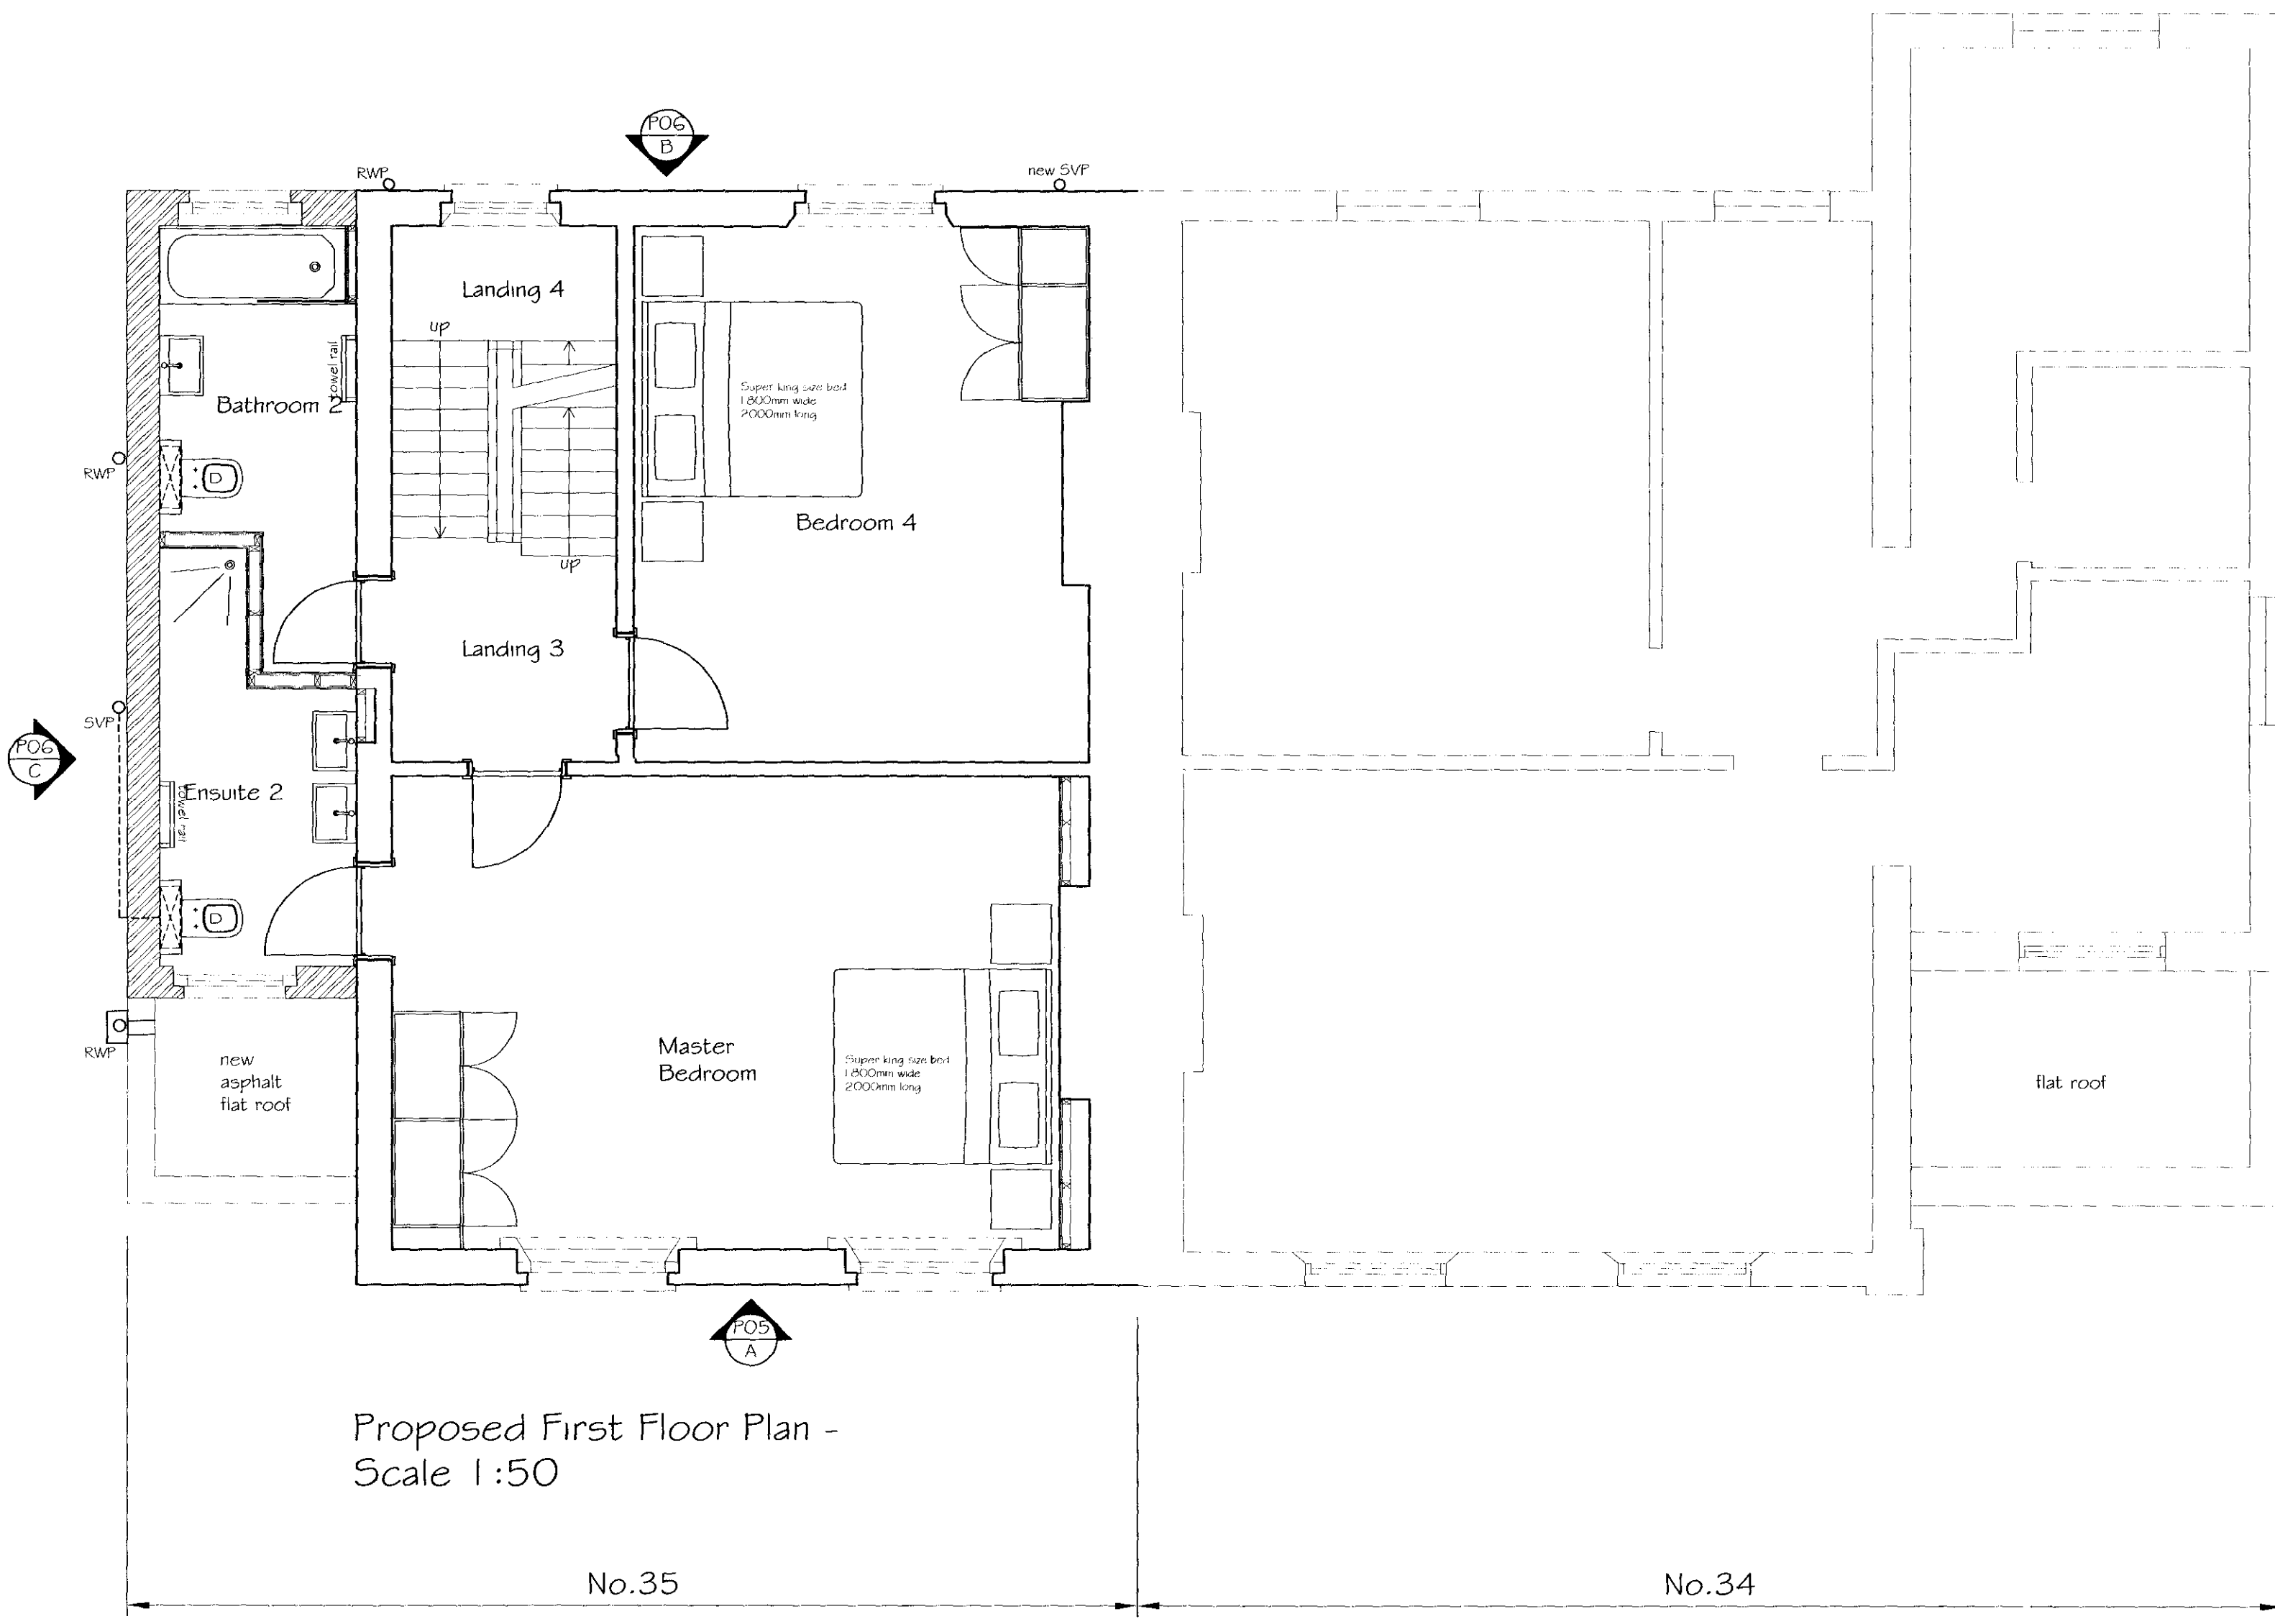 P06
B
RWP
new SVP
Landing 4
up
towel rail
Super king size bed
1800mm wide
2000mm long
Bathroom 2
RWP
D
Bedroom 4
up
Landing 3
SVP
P06
C
Ensuite 2
towel rail
D
RWP
new
asphalt
flat roof
Master
Bedroom
Super king size bed
1800mm wide
2000mm long
flat roof
P05
A
Proposed First Floor Plan -
Scale 1:50
No.35
No.34